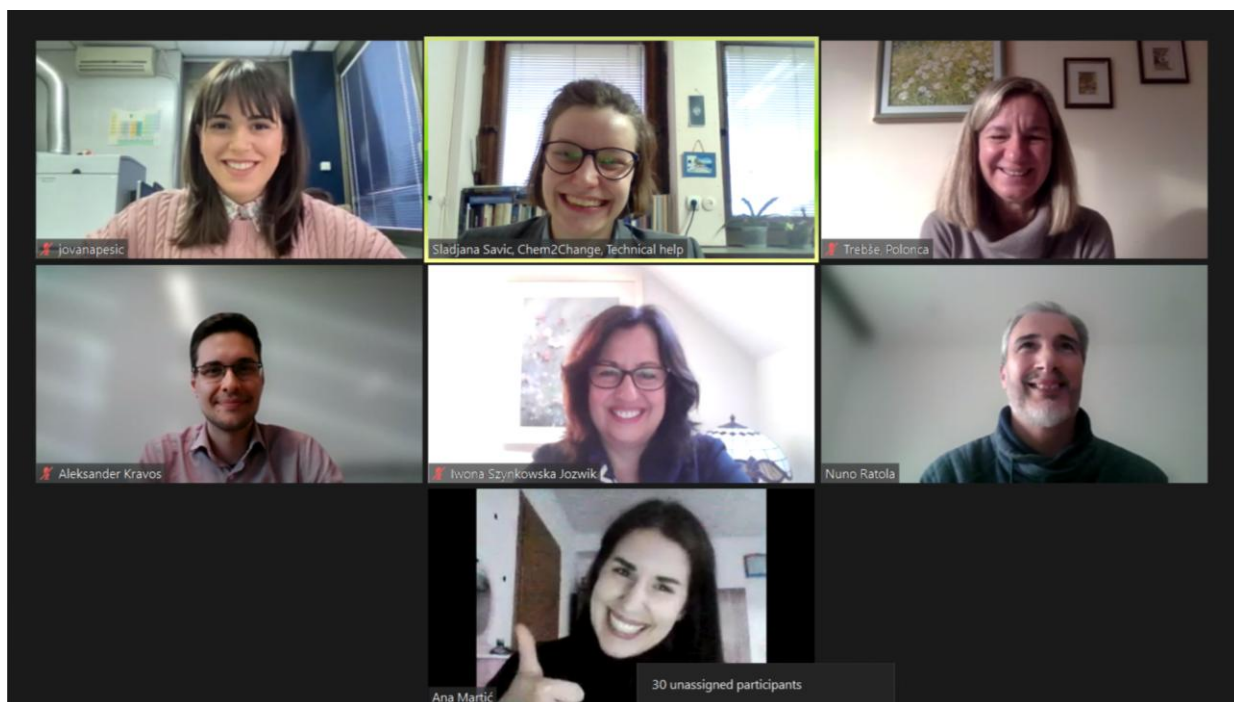 jovanapesic
Sladjana Savic, Chem2Change, Technical help
Trebše, Polonca
Aleksander Kravos
Iwona Szynkowska Jozwik
Nuno Ratola
Ana Martić
30 unassigned participants